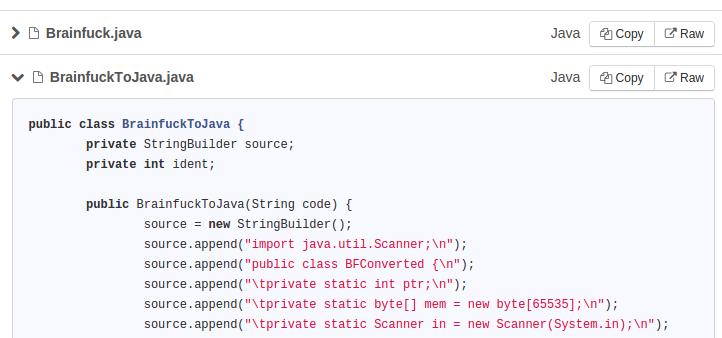 Brainfuck.java Java Copy Raw
BrainfuckToJava.java Java Copy Raw
public class BrainfuckToJava {
        private StringBuilder source;
        private int ident;

        public BrainfuckToJava(String code) {
                source = new StringBuilder();
                source.append("import java.util.Scanner;\n");
                source.append("public class BFConverted {\n");
                source.append("\tprivate static int ptr;\n");
                source.append("\tprivate static byte[] mem = new byte[65535];\n");
                source.append("\tprivate static Scanner in = new Scanner(System.in);\n");